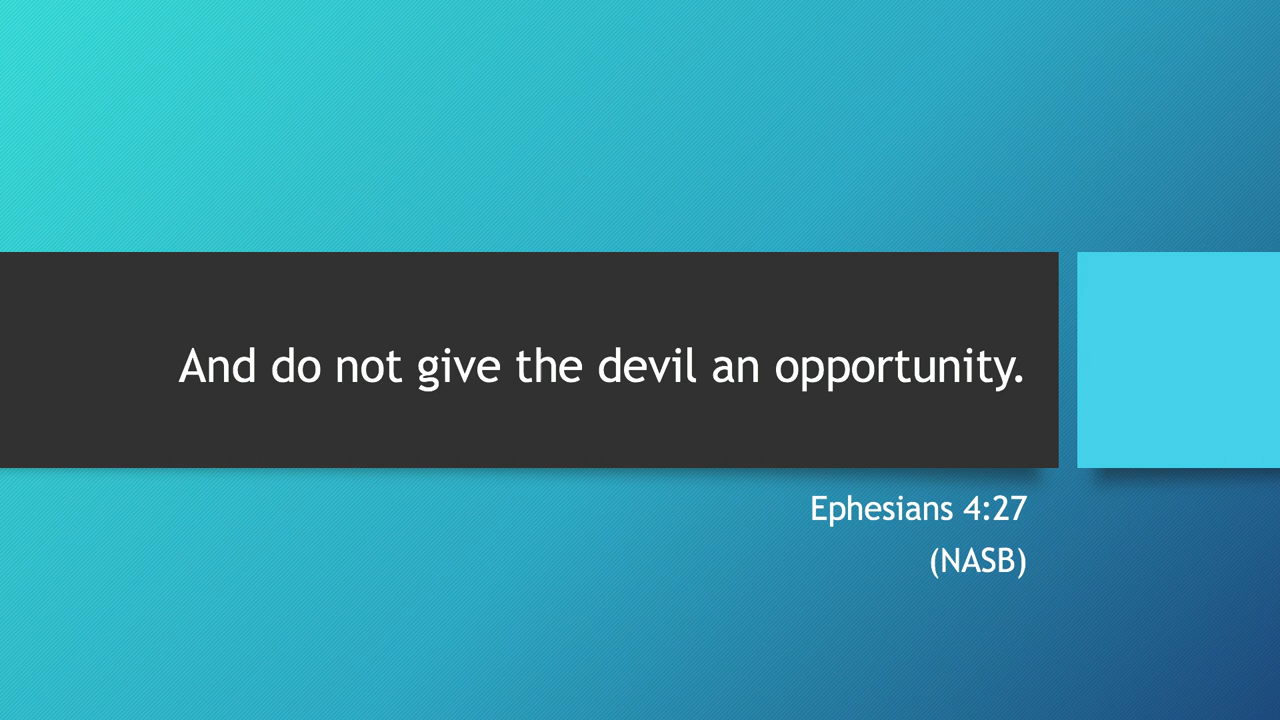 And do not give the devil an opportunity.
Ephesians 4:27
(NASB)